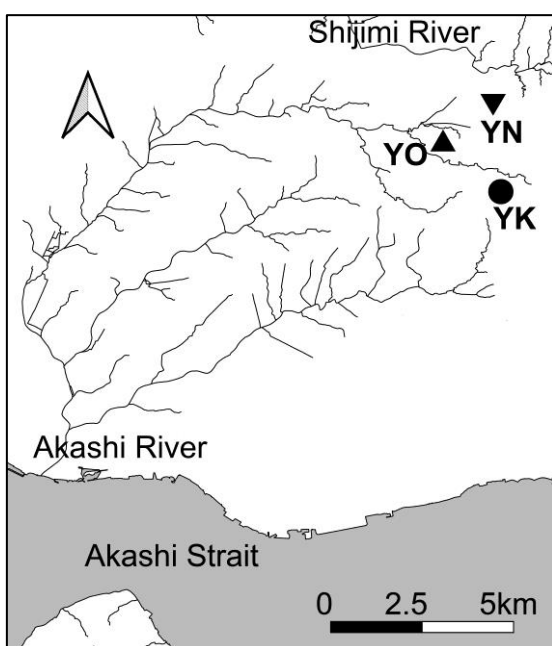 Shijimi River
YN
YO
YK
Akashi River
Akashi Strait
0 2.5 5km